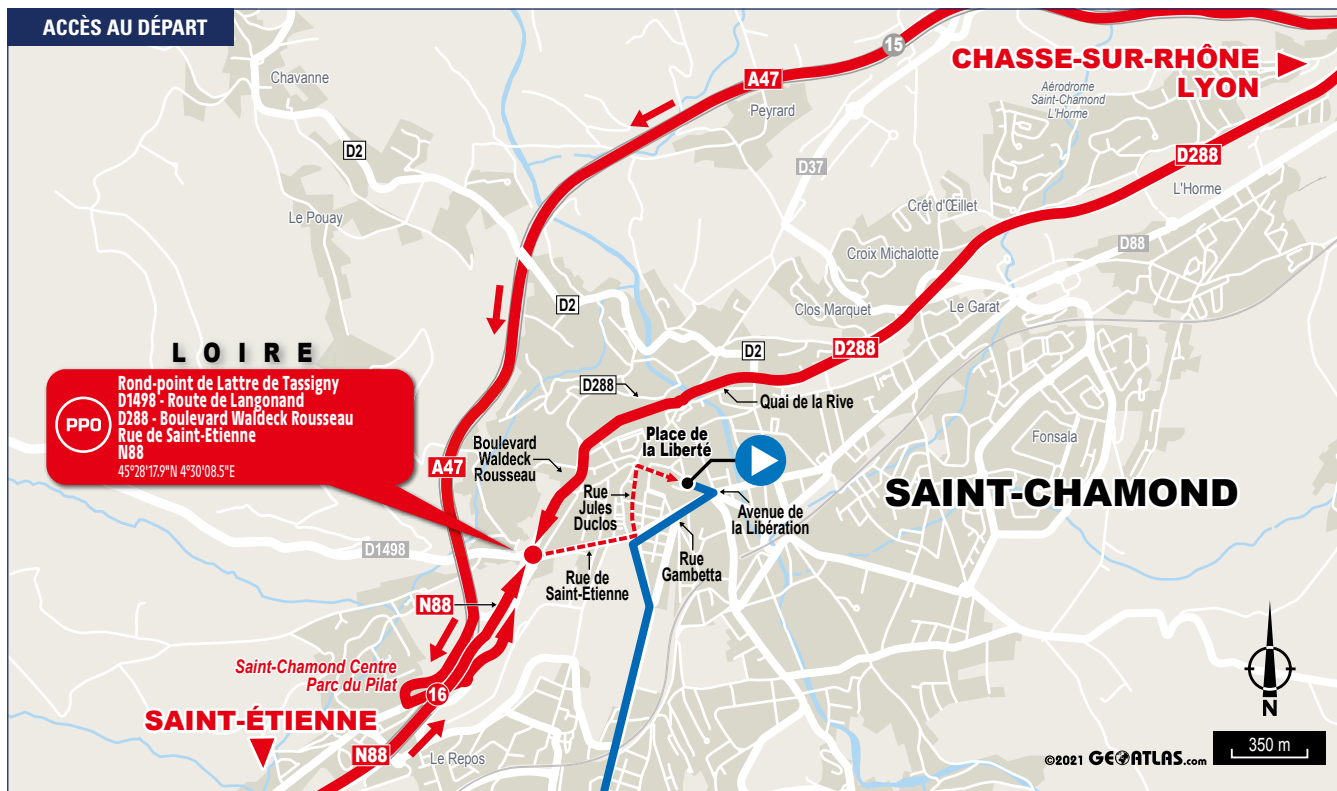 ACCÈS AU DÉPART
Chavanne
A47
15
CHASSE-SUR-RHÔNE
LYON
Peyrard
Aérodrome
Saint-Chamond
L'Horme
D2
D37
D288
L'Horme
Le Pouay
Crêt d'Œillet
D88
Croix Michalotte
D2
Clos Marquet
Le Garat
LOIRE
D2
D288
D288
Quai de la Rive
PPO
Rond-point de Lattre de Tassigny
D1498 - Route de Langonand
D288 - Boulevard Waldeck Rousseau
Rue de Saint-Etienne
N88
45°28'17.9"N 4°30'08.5"E
Boulevard
Waldeck
Rousseau
Place de
la Liberté
Fonsala
A47
Rue
Jules
Duclos
SAINT-CHAMOND
Avenue de
la Libération
D1498
Rue de
Saint-Etienne
Rue
Gambetta
N88
Saint-Chamond Centre
Parc du Pilat
16
SAINT-ÉTIENNE
N88
Le Repos
N
350 m
©2021 GEOATLAS.com